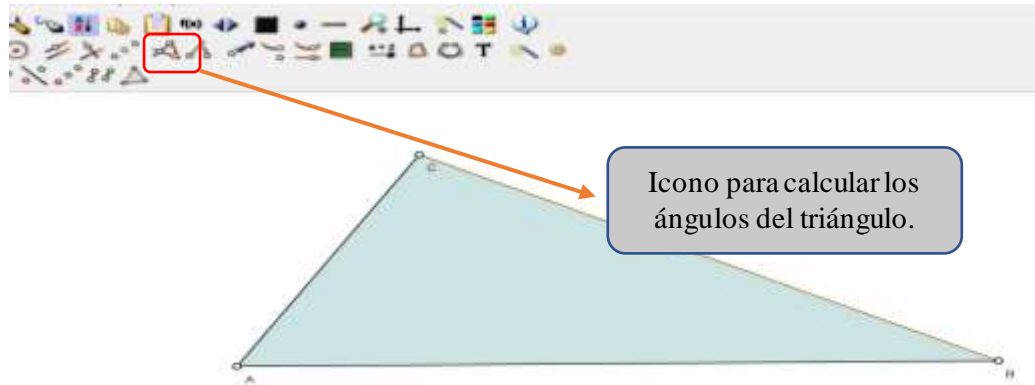 f(x)
T
C
Icono para calcular los
ángulos del triángulo.
A
B